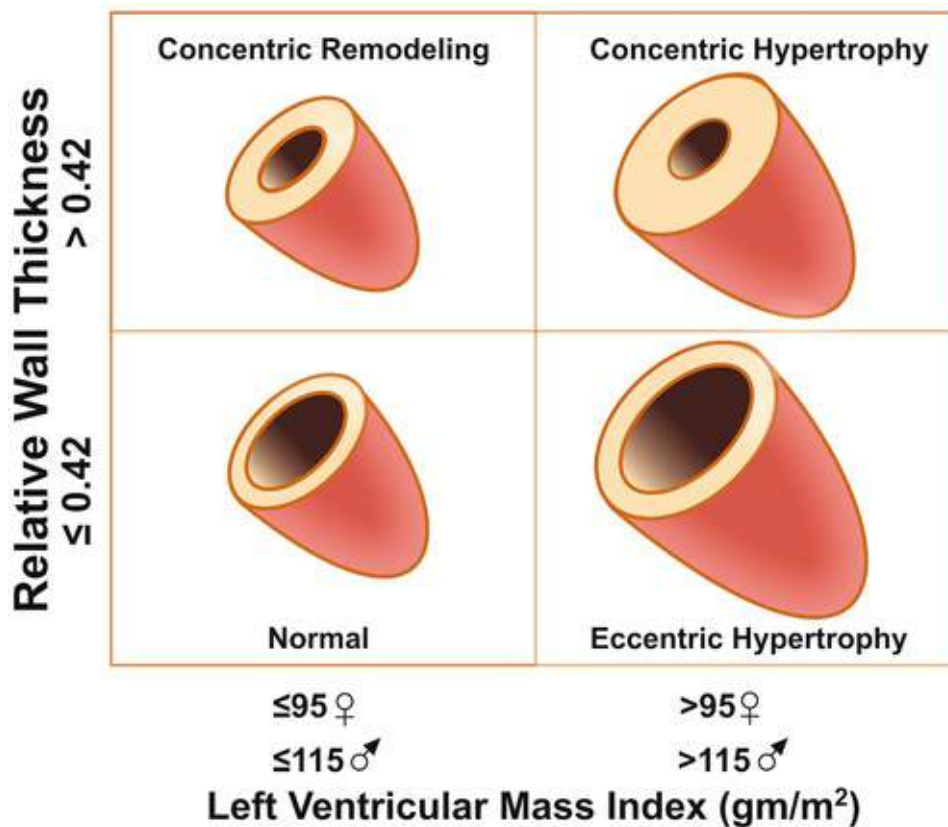 Concentric Remodeling
Concentric Hypertrophy
Relative Wall Thickness
> 0.42
≤ 0.42
Normal
Eccentric Hypertrophy
≤95♀
>95♀
≤115♂
>115♂
Left Ventricular Mass Index (gm/m²)